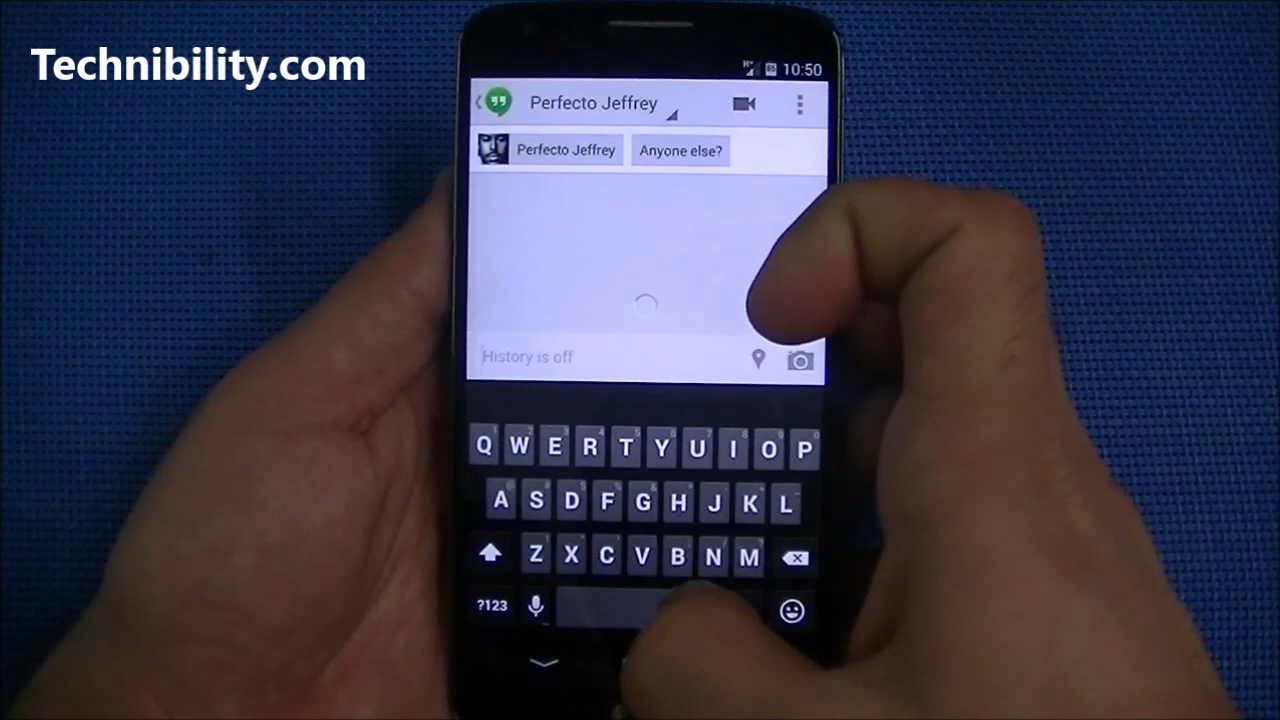 Technibility.com
10:50
Perfecto Jeffrey
Perfecto Jeffrey Anyone else?
History is off
Q W E R T Y U I O P
A S D F G H J K L
Z X C V B N M
?123